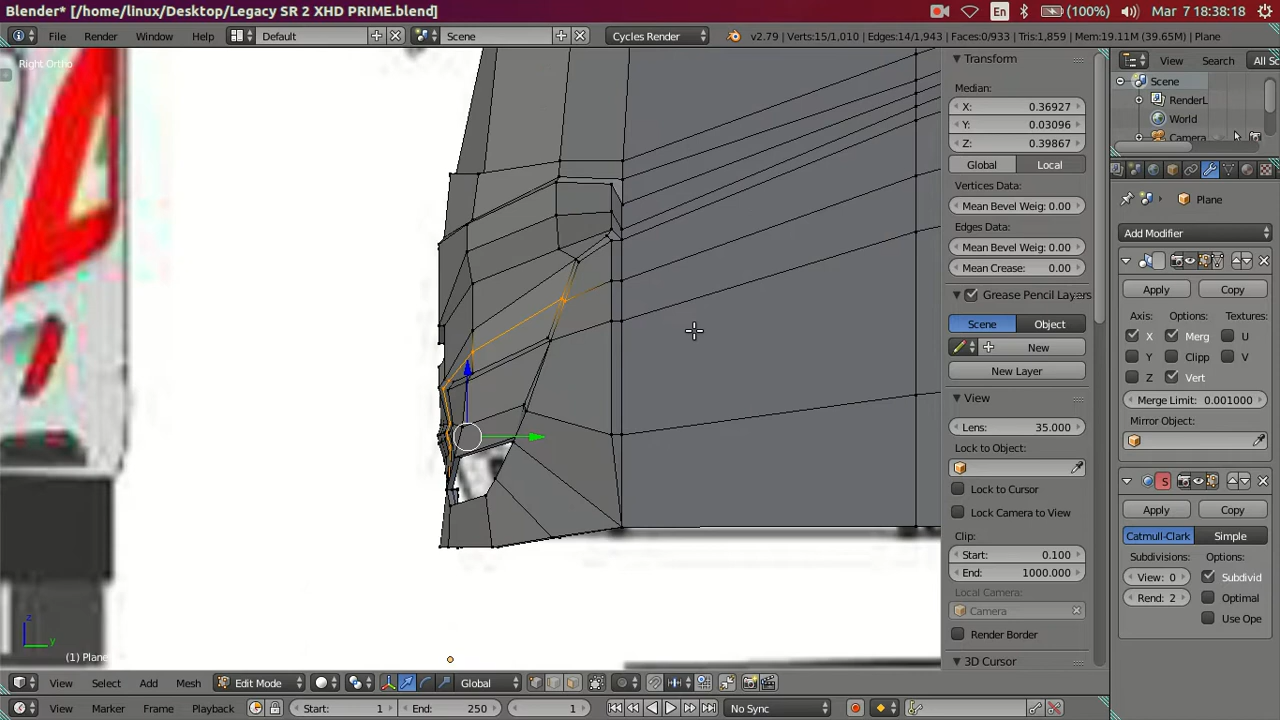 Blender* [/home/linux/Desktop/Legacy SR 2 XHD PRIME.blend]
En (100%) Mar 7 18:38:18
File Render Window Help Default Scene Cycles Render v2.79 | Verts:15/1,010 | Edges:14/1,943 | Faces:0/933 | Tris:1,859 | Mem:19.11M (39.65M) | Plane
Right Ortho
Transform
Median:
X: 0.36927
Y: 0.03096
Z: 0.39867
Global Local
Vertices Data:
Mean Bevel Weig: 0.00
Edges Data:
Mean Bevel Weig: 0.00
Mean Crease: 0.00
Grease Pencil Layers
Scene Object
New
New Layer
View
Lens: 35.000
Lock to Object:
Lock to Cursor
Lock Camera to View
Clip:
Start: 0.100
End: 1000.000
Local Camera:
Camera
Render Border
3D Cursor
View Search All Sc
Scene
RenderL
World
Camera
Plane
Add Modifier
Apply Copy
Axis: Options: Textures:
X Merg U
Y Clipp V
Z Vert
Merge Limit: 0.001000
Mirror Object:
S
Apply Copy
Catmull-Clark Simple
Subdivisions: Options:
View: 0 Subdivid
Rend: 2 Optimal
Use Ope
z
y
(1) Plane
View Select Add Mesh Edit Mode Global
View Marker Frame Playback Start: 1 End: 250 1 No Sync